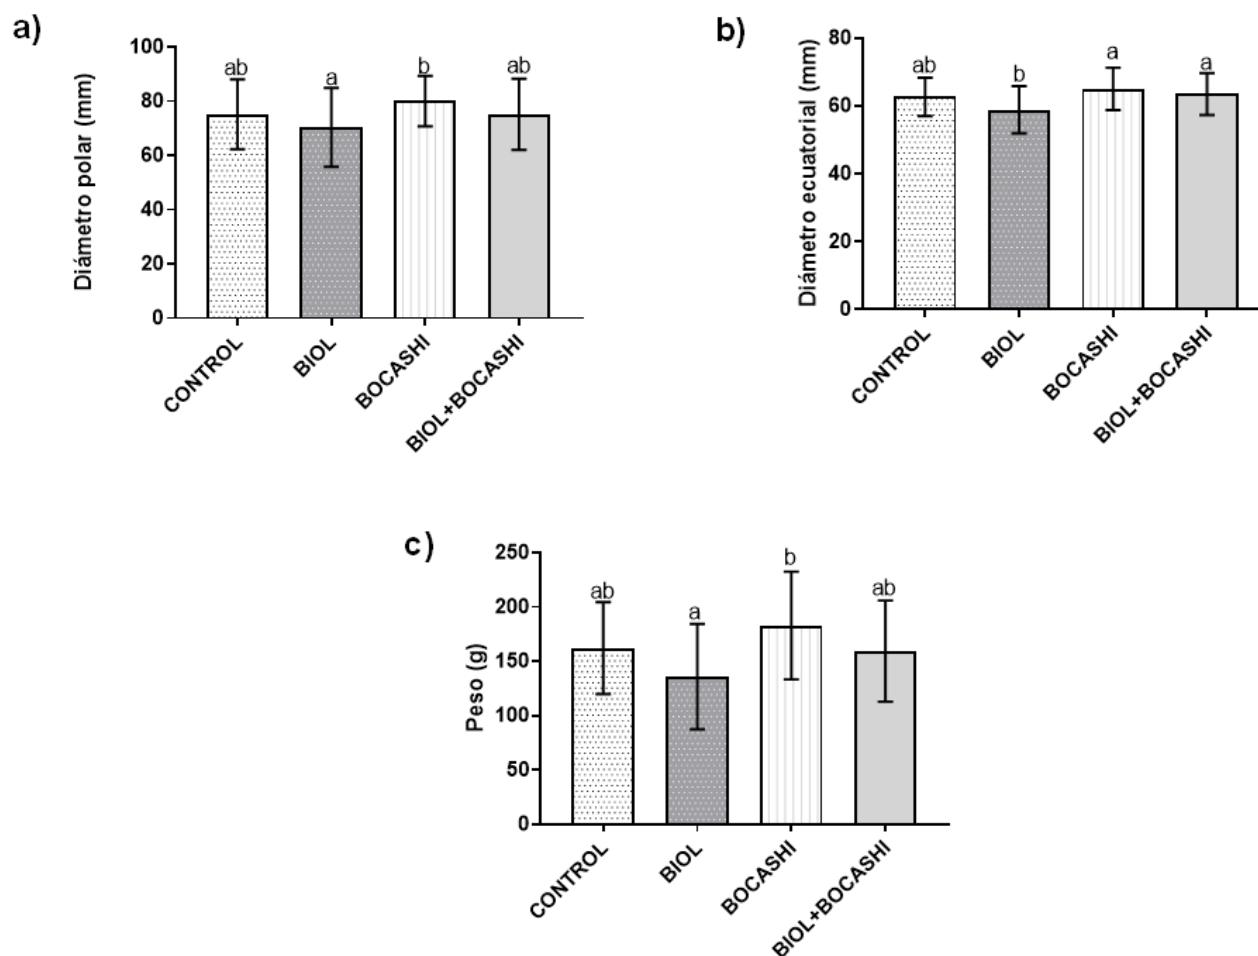 a)
Diámetro polar (mm)
100
80
60
40
20
0
ab
a
b
ab
CONTROL
BIOL
BOCASHI
BIOL+BOCASHI
b)
Diámetro ecuatorial (mm)
80
60
40
20
0
ab
b
a
a
CONTROL
BIOL
BOCASHI
BIOL+BOCASHI
c)
Peso (g)
250
200
150
100
50
0
ab
a
b
ab
CONTROL
BIOL
BOCASHI
BIOL+BOCASHI